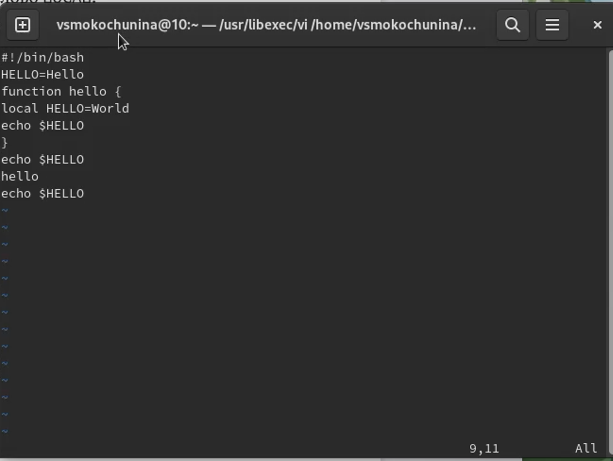 vsmokochunina@10:~ — /usr/libexec/vi /home/vsmokochunina/...
#!/bin/bash
HELLO=Hello
function hello {
local HELLO=World
echo $HELLO
}
echo $HELLO
hello
echo $HELLO
~
~
~
~
~
~
~
~
~
~
~
~
~
~
9,11 All